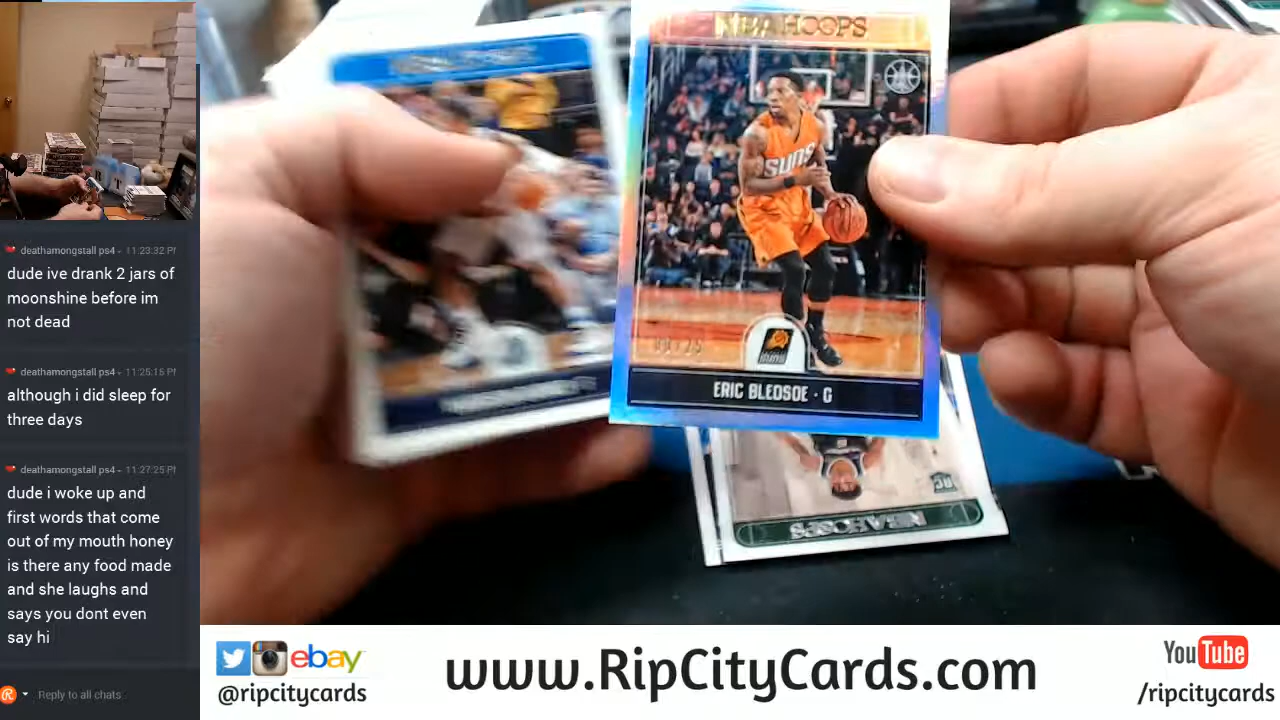 deathamongstall ps4 - 11:23:32 PM
dude ive drank 2 jars of
moonshine before im
not dead
deathamongstall ps4 - 11:25:15 PM
although i did sleep for
three days
deathamongstall ps4 - 11:27:25 PM
dude i woke up and
first words that come
out of my mouth honey
is there any food made
and she laughs and
says you dont even
say hi
Reply to all chats
NBA HOOPS
SUNS
SUNS
ERIC BLEDSOE · G
NBA HOOPS
ebay
@ripcitycards
www.RipCityCards.com
YouTube
/ripcitycards